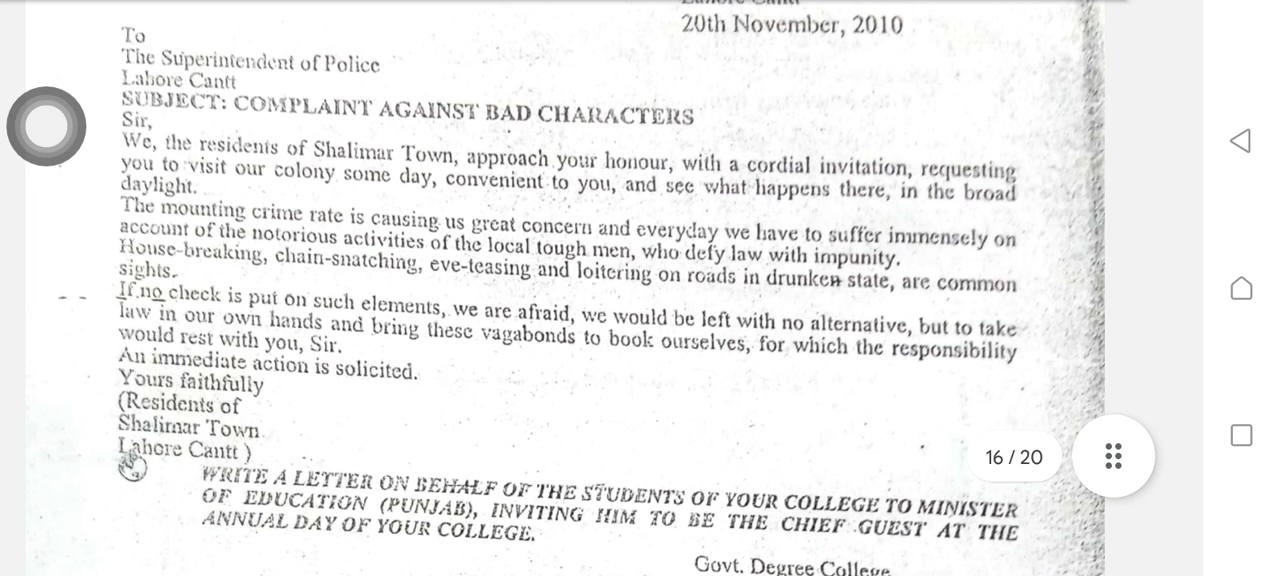 20th November, 2010
To
The Superintendent of Police
Lahore Cantt
SUBJECT: COMPLAINT AGAINST BAD CHARACTERS
Sir,
We, the residents of Shalimar Town, approach your honour, with a cordial invitation, requesting
you to visit our colony some day, convenient to you, and see what happens there, in the broad
daylight.
The mounting crime rate is causing us great concern and everyday we have to suffer immensely on
account of the notorious activities of the local tough men, who defy law with impunity.
House-breaking, chain-snatching, eve-teasing and loitering on roads in drunken state, are common
sights.
If no check is put on such elements, we are afraid, we would be left with no alternative, but to take
law in our own hands and bring these vagabonds to book ourselves, for which the responsibility
would rest with you, Sir.
An immediate action is solicited.
Yours faithfully
(Residents of
Shalimar Town
Lahore Cantt )
16 / 20
WRITE A LETTER ON BEHALF OF THE STUDENTS OF YOUR COLLEGE TO MINISTER
OF EDUCATION (PUNJAB), INVITING HIM TO BE THE CHIEF GUEST AT THE
ANNUAL DAY OF YOUR COLLEGE.
Govt. Degree College